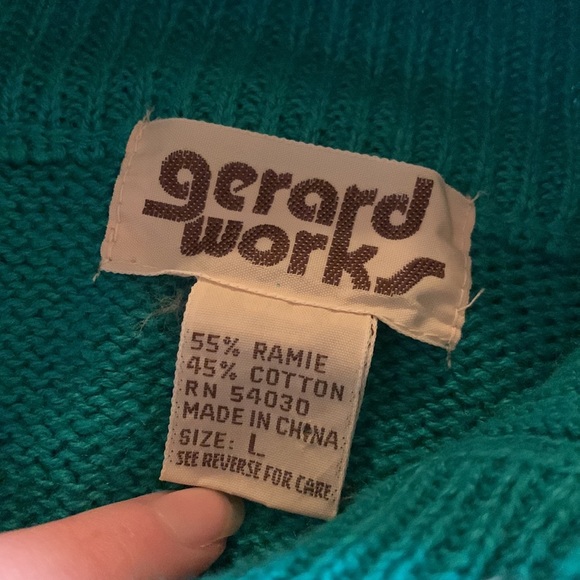 gerard
works
55% RAMIE
45% COTTON
RN 54030
MADE IN CHINA
SIZE: L
SEE REVERSE FOR CARE